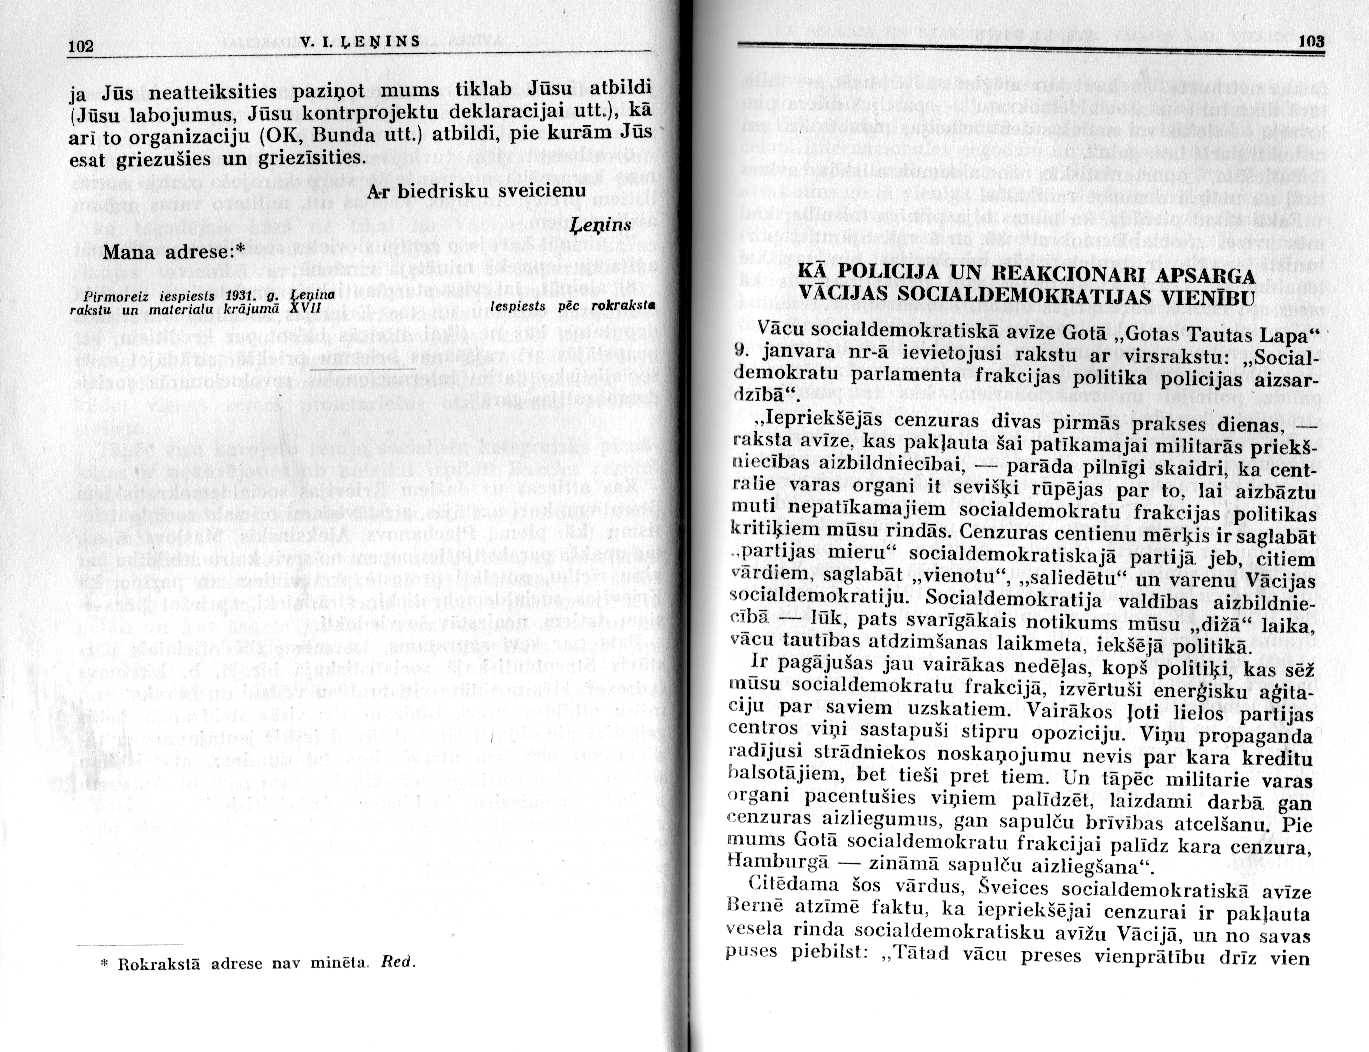 102
V. I. ĻEŅINS
ja Jūs neatteiksities paziņot mums tiklab Jūsu atbildi
(Jūsu labojumus, Jūsu kontrprojektu deklaracijai utt.), kā
arī to organizaciju (OK, Bunda utt.) atbildi, pie kurām Jūs
esat griezušies un griezīsities.
Ar biedrisku sveicienu
Ļeņins
Mana adrese:*
Pirmoreiz iespiests 1931. g. Ļeņina
rakstu un materialu krājumā XVII
Iespiests pēc rokraksta
* Rokrakstā adrese nav minēta. Red.
103
KĀ POLICIJA UN REAKCIONARI APSARGA
VĀCIJAS SOCIALDEMOKRATIJAS VIENĪBU
Vācu socialdemokratiskā avīze Gotā „Gotas Tautas Lapa“
9. janvara nr-ā ievietojusi rakstu ar virsrakstu: „Social-
demokratu parlamenta frakcijas politika policijas aizsar-
dzībā“.
„Iepriekšējās cenzuras divas pirmās prakses dienas, —
raksta avīze, kas pakļauta šai patīkamajai militarās priekš-
niecības aizbildniecībai, — parāda pilnīgi skaidri, ka cent-
ralie varas organi it sevišķi rūpējas par to, lai aizbāztu
muti nepatīkamajiem socialdemokratu frakcijas politikas
kritiķiem mūsu rindās. Cenzuras centienu mērķis ir saglabāt
„partijas mieru“ socialdemokratiskajā partijā jeb, citiem
vārdiem, saglabāt „vienotu“, „saliedētu“ un varenu Vācijas
socialdemokratiju. Socialdemokratija valdības aizbildnie-
cībā — lūk, pats svarīgākais notikums mūsu „dižā“ laika,
vācu tautības atdzimšanas laikmeta, iekšējā politikā.
Ir pagājušas jau vairākas nedēļas, kopš politiķi, kas sēž
mūsu socialdemokratu frakcijā, izvērtuši enerģisku aģita-
ciju par saviem uzskatiem. Vairākos ļoti lielos partijas
centros viņi sastapuši stipru opoziciju. Viņu propaganda
radījusi strādniekos noskaņojumu nevis par kara kreditu
balsotājiem, bet tieši pret tiem. Un tāpēc militarie varas
organi pacentušies viņiem palīdzēt, laizdami darbā gan
cenzuras aizliegumus, gan sapulču brīvības atcelšanu. Pie
mums Gotā socialdemokratu frakcijai palīdz kara cenzura,
Hamburgā — zināmā sapulču aizliegšana“.
Citēdama šos vārdus, Šveices socialdemokratiskā avīze
Bernē atzīmē faktu, ka iepriekšējai cenzurai ir pakļauta
vesela rinda socialdemokratisku avīžu Vācijā, un no savas
puses piebilst: „Tātad vācu preses vienprātību drīz vien